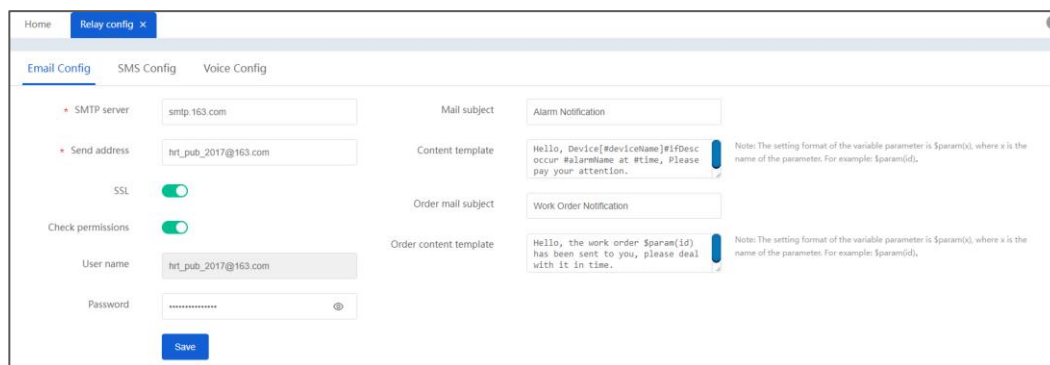 Home
Relay config ×
Email Config
SMS Config
Voice Config
* SMTP server
smtp.163.com
* Send address
hrt_pub_2017@163.com
SSL
Check permissions
User name
hrt_pub_2017@163.com
Password
Save
Mail subject
Alarm Notification
Content template
Hello, Device[#deviceName]#ifDesc
occur #alarmName at #time, Please
pay your attention.
Note: The setting format of the variable parameter is $param(x), where x is the
name of the parameter. For example: $param(id)。
Order mail subject
Work Order Notification
Order content template
Hello, the work order $param(id)
has been sent to you, please deal
with it in time.
Note: The setting format of the variable parameter is $param(x), where x is the
name of the parameter. For example: $param(id)。